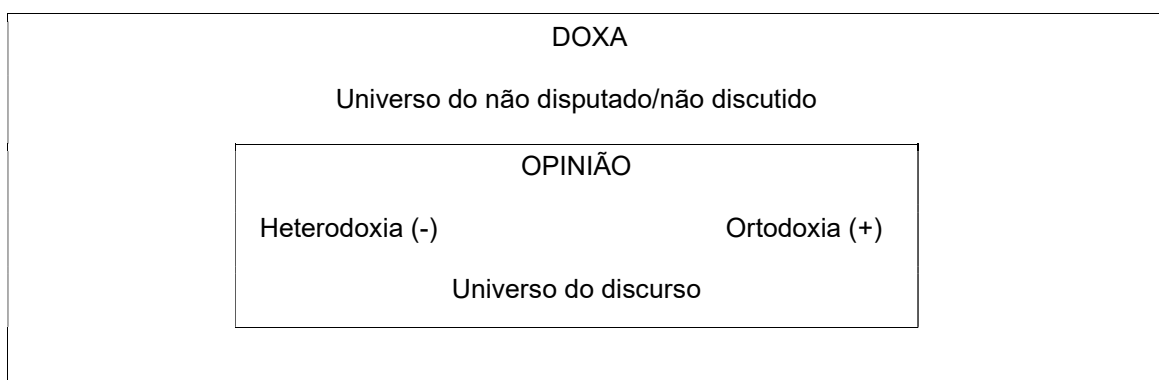 DOXA
Universo do não disputado/não discutido
OPINIÃO
Heterodoxia (-) Ortodoxia (+)
Universo do discurso